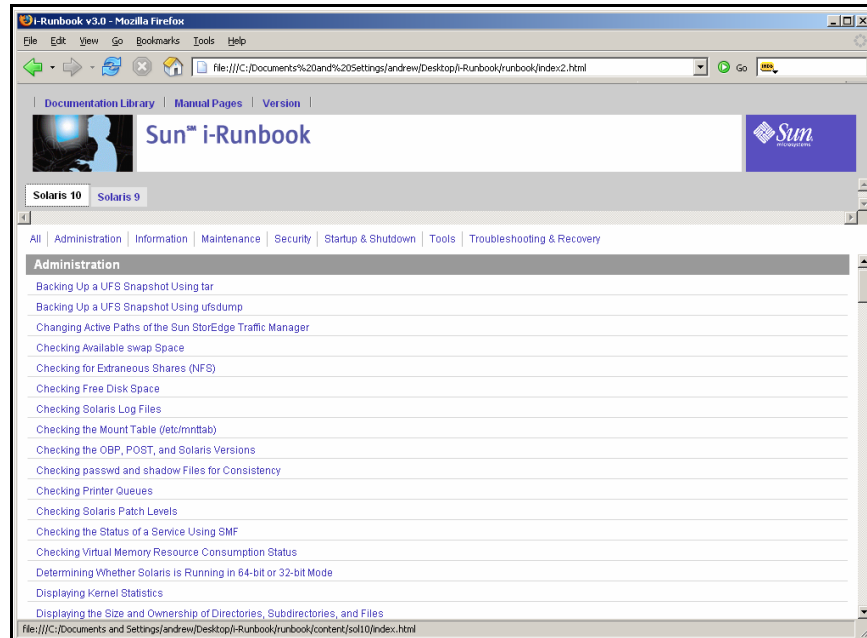 i-Runbook v3.0 - Mozilla Firefox
File Edit View Go Bookmarks Tools Help
file:///C:/Documents%20and%20Settings/andrew/Desktop/i-Runbook/runbook/index2.html Go
Documentation Library | Manual Pages | Version |
Sun℠ i-Runbook
Sun
microsystems
Solaris 10 Solaris 9
All | Administration | Information | Maintenance | Security | Startup & Shutdown | Tools | Troubleshooting & Recovery
Administration
Backing Up a UFS Snapshot Using tar
Backing Up a UFS Snapshot Using ufsdump
Changing Active Paths of the Sun StorEdge Traffic Manager
Checking Available swap Space
Checking for Extraneous Shares (NFS)
Checking Free Disk Space
Checking Solaris Log Files
Checking the Mount Table (/etc/mnttab)
Checking the OBP, POST, and Solaris Versions
Checking passwd and shadow Files for Consistency
Checking Printer Queues
Checking Solaris Patch Levels
Checking the Status of a Service Using SMF
Checking Virtual Memory Resource Consumption Status
Determining Whether Solaris is Running in 64-bit or 32-bit Mode
Displaying Kernel Statistics
Displaying the Size and Ownership of Directories, Subdirectories, and Files
file:///C:/Documents and Settings/andrew/Desktop/i-Runbook/runbook/content/sol10/index.html